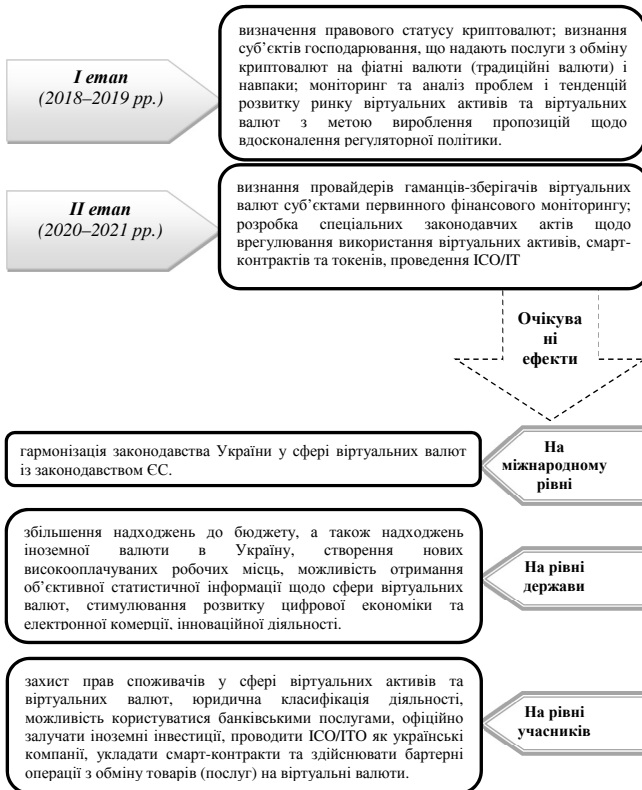 I етап
(2018–2019 рр.)
визначення правового статусу криптовалют; визнання
суб’єктів господарювання, що надають послуги з обміну
криптовалют на фіатні валюти (традиційні валюти) і
навпаки; моніторинг та аналіз проблем і тенденцій
розвитку ринку віртуальних активів та віртуальних
валют з метою вироблення пропозицій щодо
вдосконалення регуляторної політики.
II етап
(2020–2021 рр.)
визнання провайдерів гаманців-зберігачів віртуальних
валют суб’єктами первинного фінансового моніторингу;
розробка спеціальних законодавчих актів щодо
врегулювання використання віртуальних активів, смарт-
контрактів та токенів, проведення ICO/IT
Очікува
ні
ефекти
гармонізація законодавства України у сфері віртуальних валют
із законодавством ЄС.
На
міжнародному
рівні
збільшення надходжень до бюджету, а також надходжень
іноземної валюти в Україну, створення нових
високооплачуваних робочих місць, можливість отримання
об’єктивної статистичної інформації щодо сфери віртуальних
валют, стимулювання розвитку цифрової економіки та
електронної комерції, інноваційної діяльності.
На рівні
держави
захист прав споживачів у сфері віртуальних активів та
віртуальних валют, юридична класифікація діяльності,
можливість користуватися банківськими послугами, офіційно
залучати іноземні інвестиції, проводити ICO/ITO як українські
компанії, укладати смарт-контракти та здійснювати бартерні
операції з обміну товарів (послуг) на віртуальні валюти.
На рівні
учасників